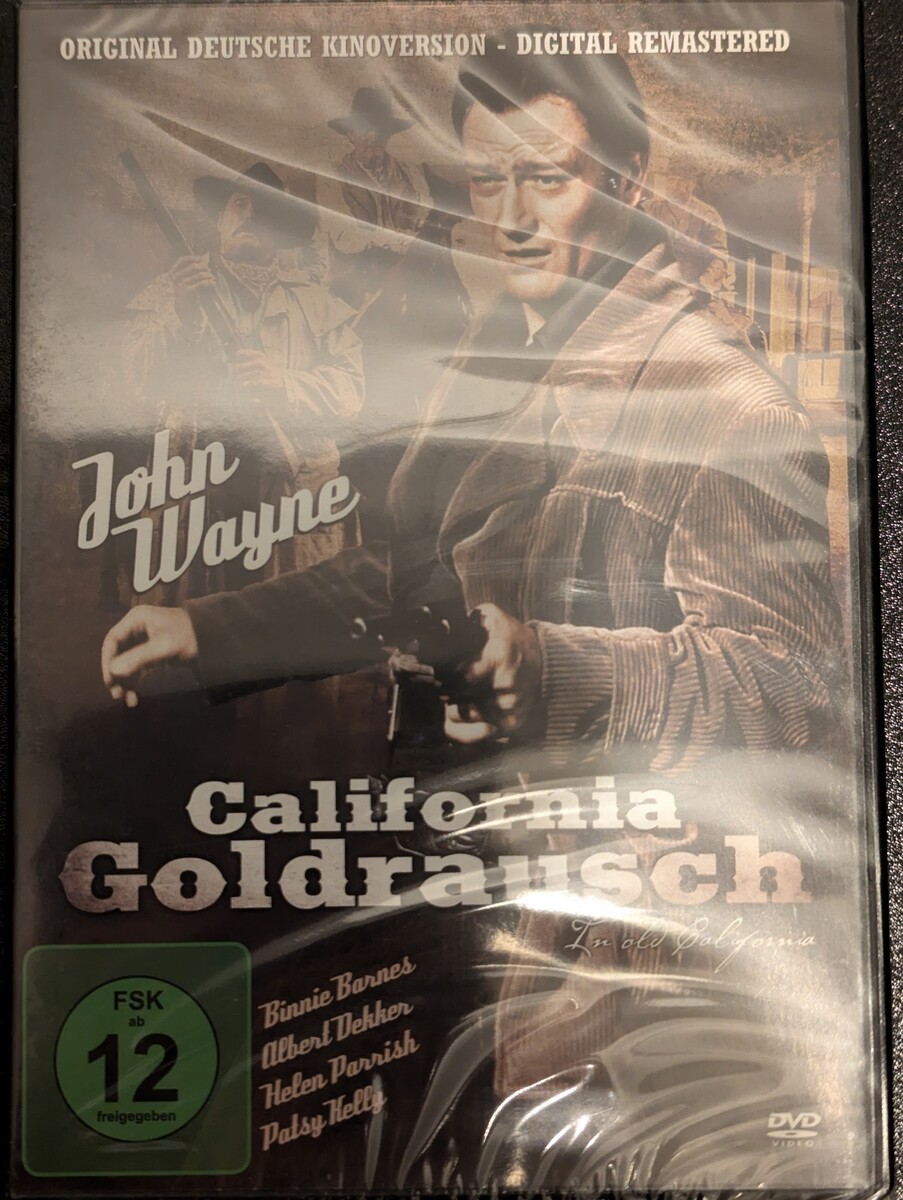 ORIGINAL DEUTSCHE KINOVERSION - DIGITAL REMASTERED
John
Wayne
California
Goldrausch
In old California
Binnie Barnes
Albert Dekker
Helen Parrish
Patsy Kelly
FSK
ab
12
freigegeben
DVD
VIDEO